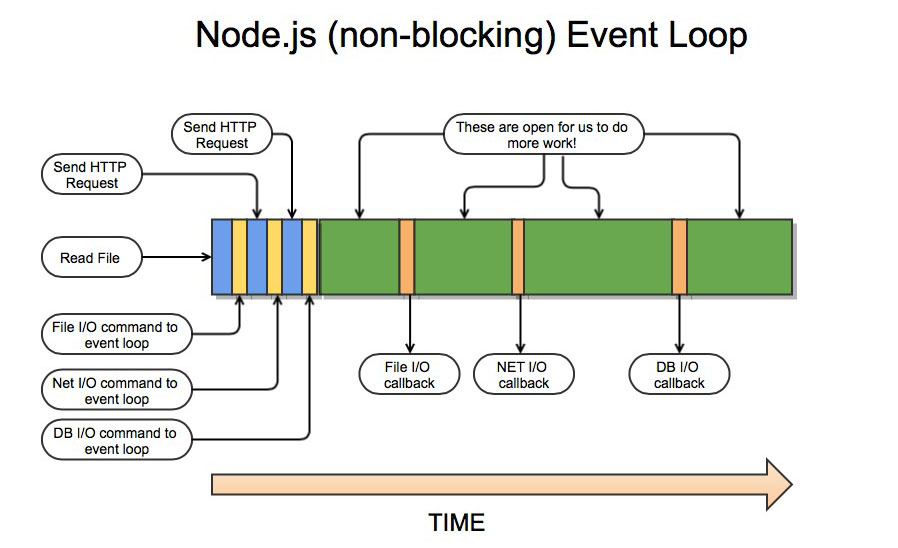 Node.js (non-blocking) Event Loop
Send HTTP
Request
These are open for us to do
more work!
Send HTTP
Request
Read File
File I/O command to
event loop
Net I/O command to
event loop
DB I/O command to
event loop
File I/O
callback
NET I/O
callback
DB I/O
callback
TIME